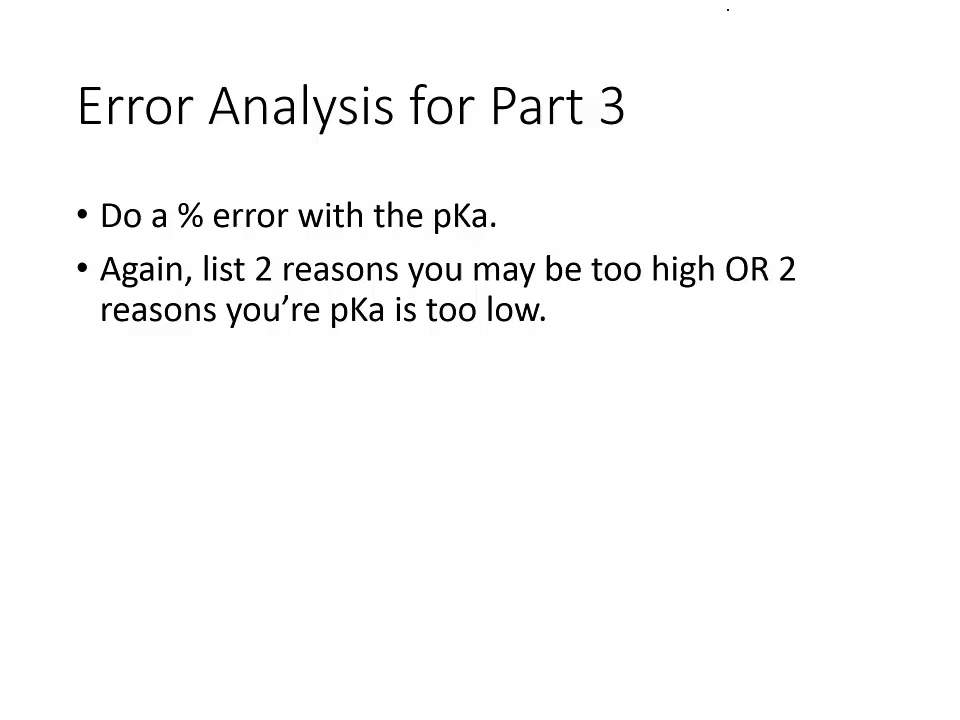 Error Analysis for Part 3
• Do a % error with the pKa.
• Again, list 2 reasons you may be too high OR 2
reasons you’re pKa is too low.